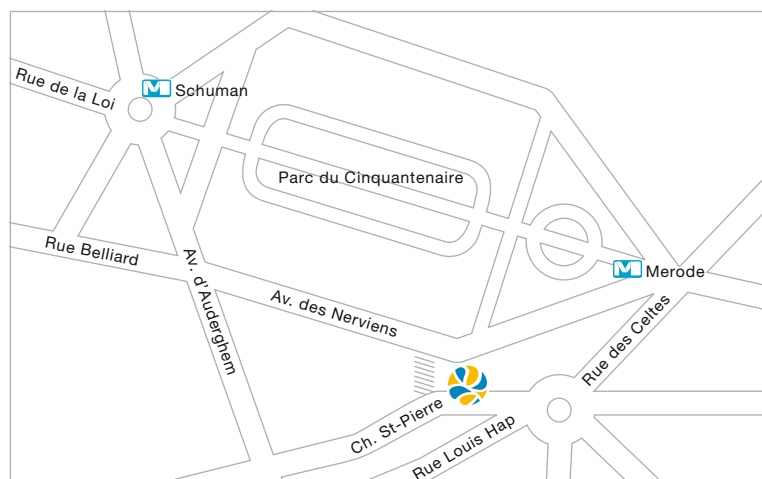 Rue de la Loi
M Schuman
Parc du Cinquantenaire
Rue Belliard
Av. d'Auderghem
M Merode
Av. des Nerviens
Rue des Celtes
Ch. St-Pierre
Rue Louis Hap